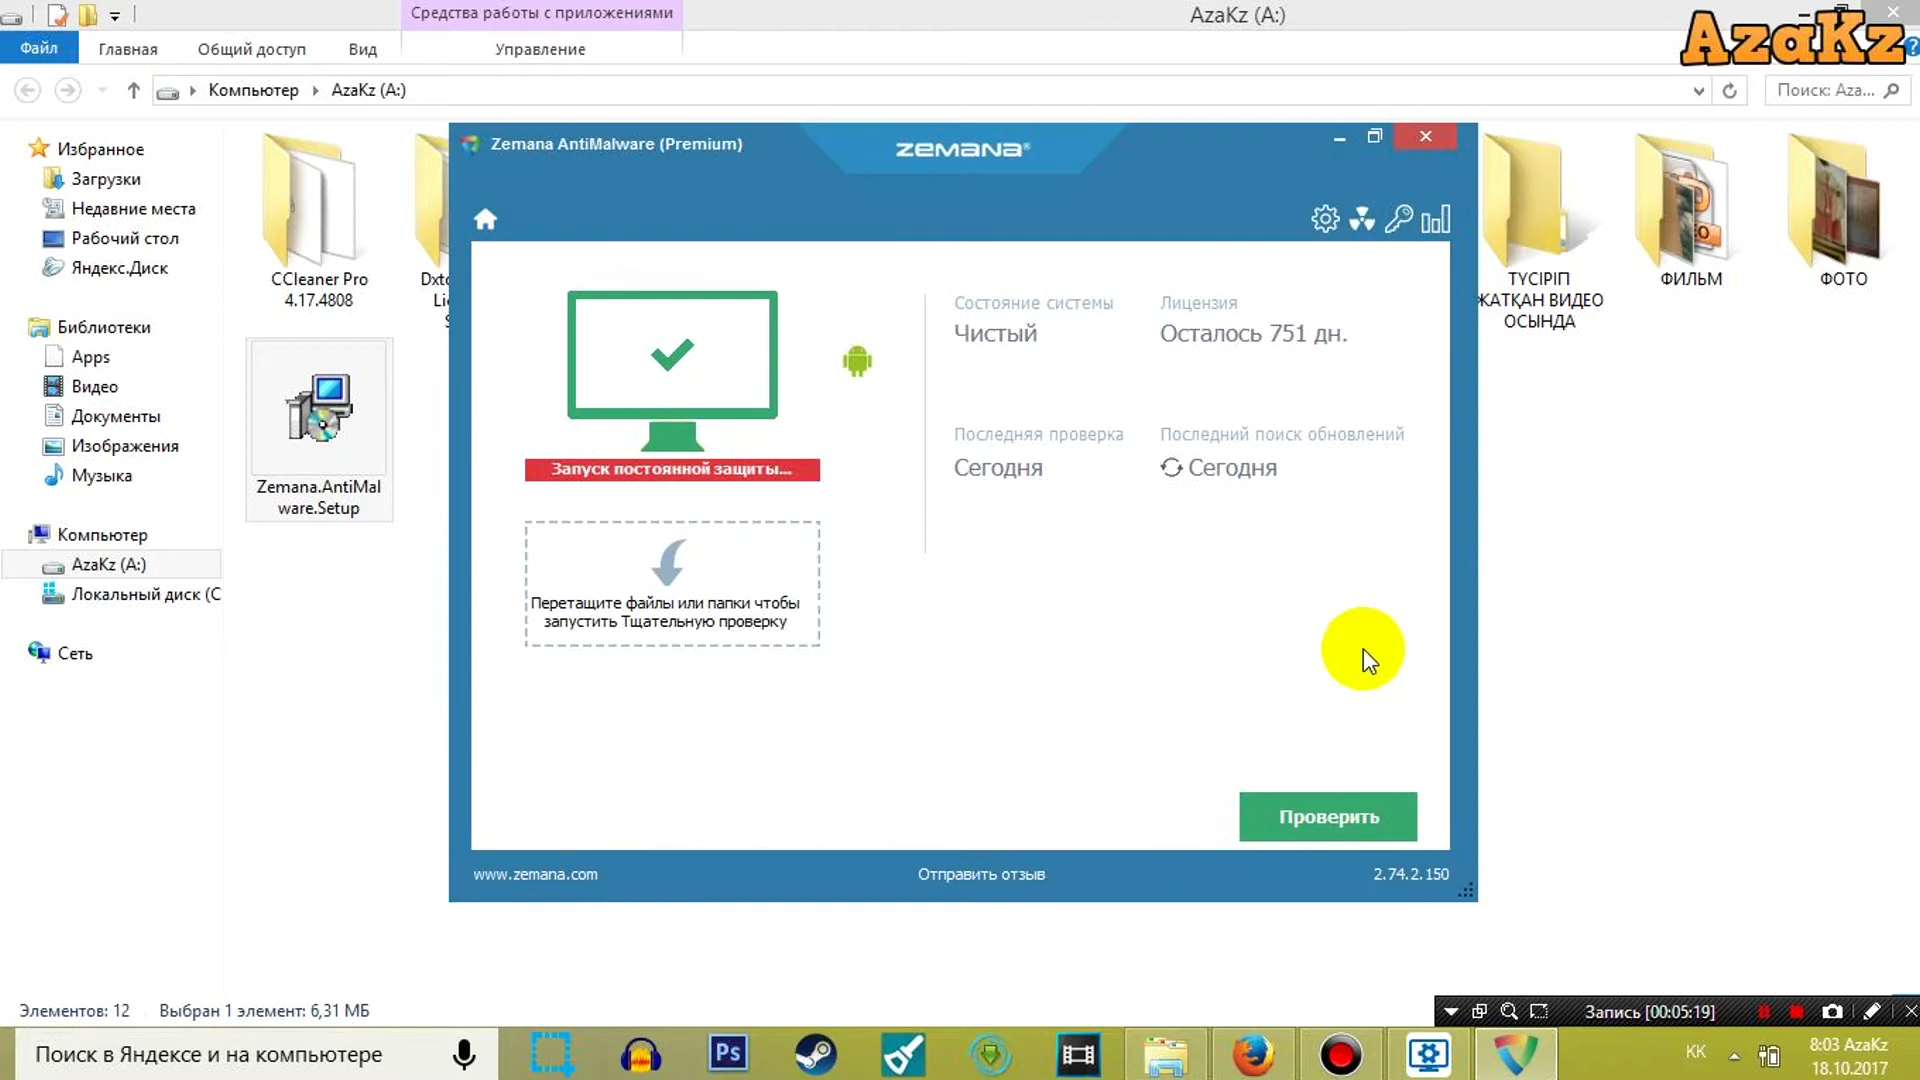 Средства работы с приложениями
AzaKz (A:)
AzaKz
Файл
Главная
Общий доступ
Вид
Управление
Компьютер
AzaKz (A:)
Поиск: Aza...
Избранное
Загрузки
Недавние места
Рабочий стол
Яндекс.Диск
Библиотеки
Apps
Видео
Документы
Изображения
Музыка
Компьютер
AzaKz (A:)
Локальный диск (C
Сеть
CCleaner Pro
4.17.4808
Zemana.AntiMal
ware.Setup
ТҮСІРІП
ЖАТҚАН ВИДЕО
ОСЫНДА
ФИЛЬМ
ФОТО
Zemana AntiMalware (Premium)
ZEMANA®
Состояние системы
Чистый
Лицензия
Осталось 751 дн.
Последняя проверка
Сегодня
Последний поиск обновлений
Сегодня
Запуск постоянной защиты...
Перетащите файлы или папки чтобы
запустить Тщательную проверку
Проверить
www.zemana.com
Отправить отзыв
2.74.2.150
Элементов: 12
Выбран 1 элемент: 6,31 МБ
Запись [00:05:19]
Поиск в Яндексе и на компьютере
Ps
KK
8:03 AzaKz
18.10.2017